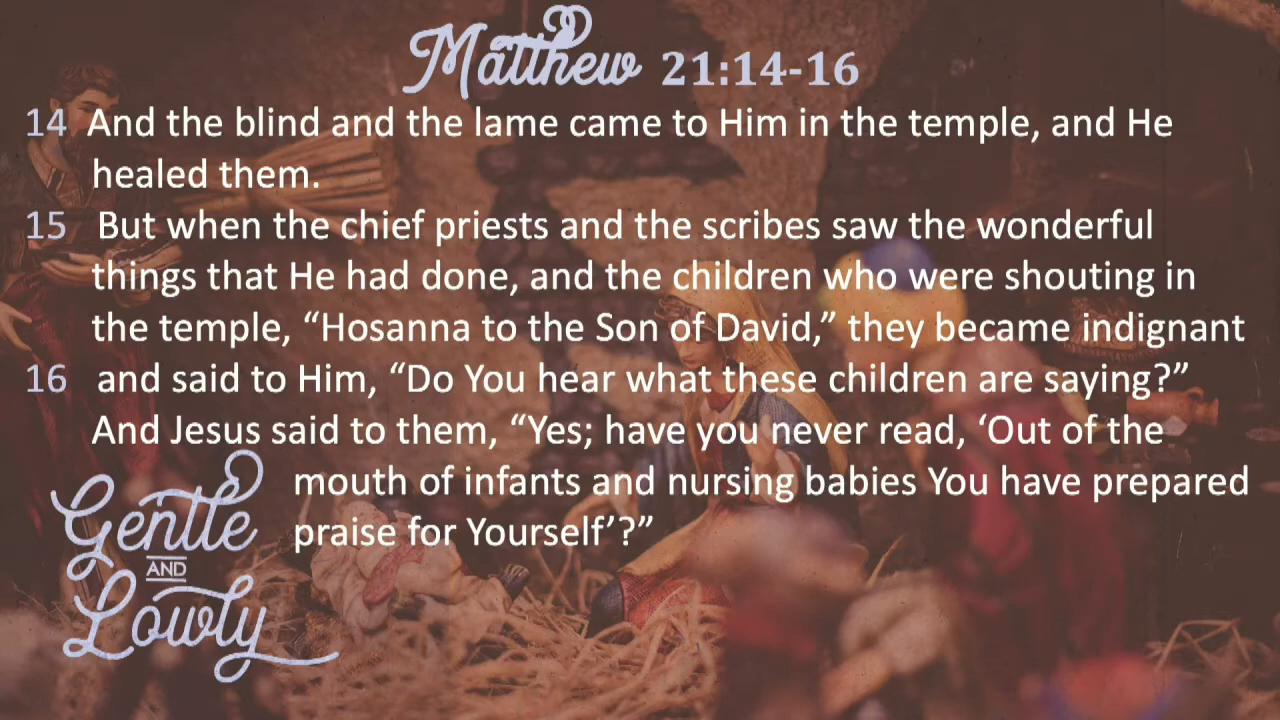 Matthew 21:14-16
14 And the blind and the lame came to Him in the temple, and He
healed them.
15 But when the chief priests and the scribes saw the wonderful
things that He had done, and the children who were shouting in
the temple, “Hosanna to the Son of David,” they became indignant
16 and said to Him, “Do You hear what these children are saying?”
And Jesus said to them, “Yes; have you never read, ‘Out of the
mouth of infants and nursing babies You have prepared
praise for Yourself’?”
Gentle
AND
Lowly